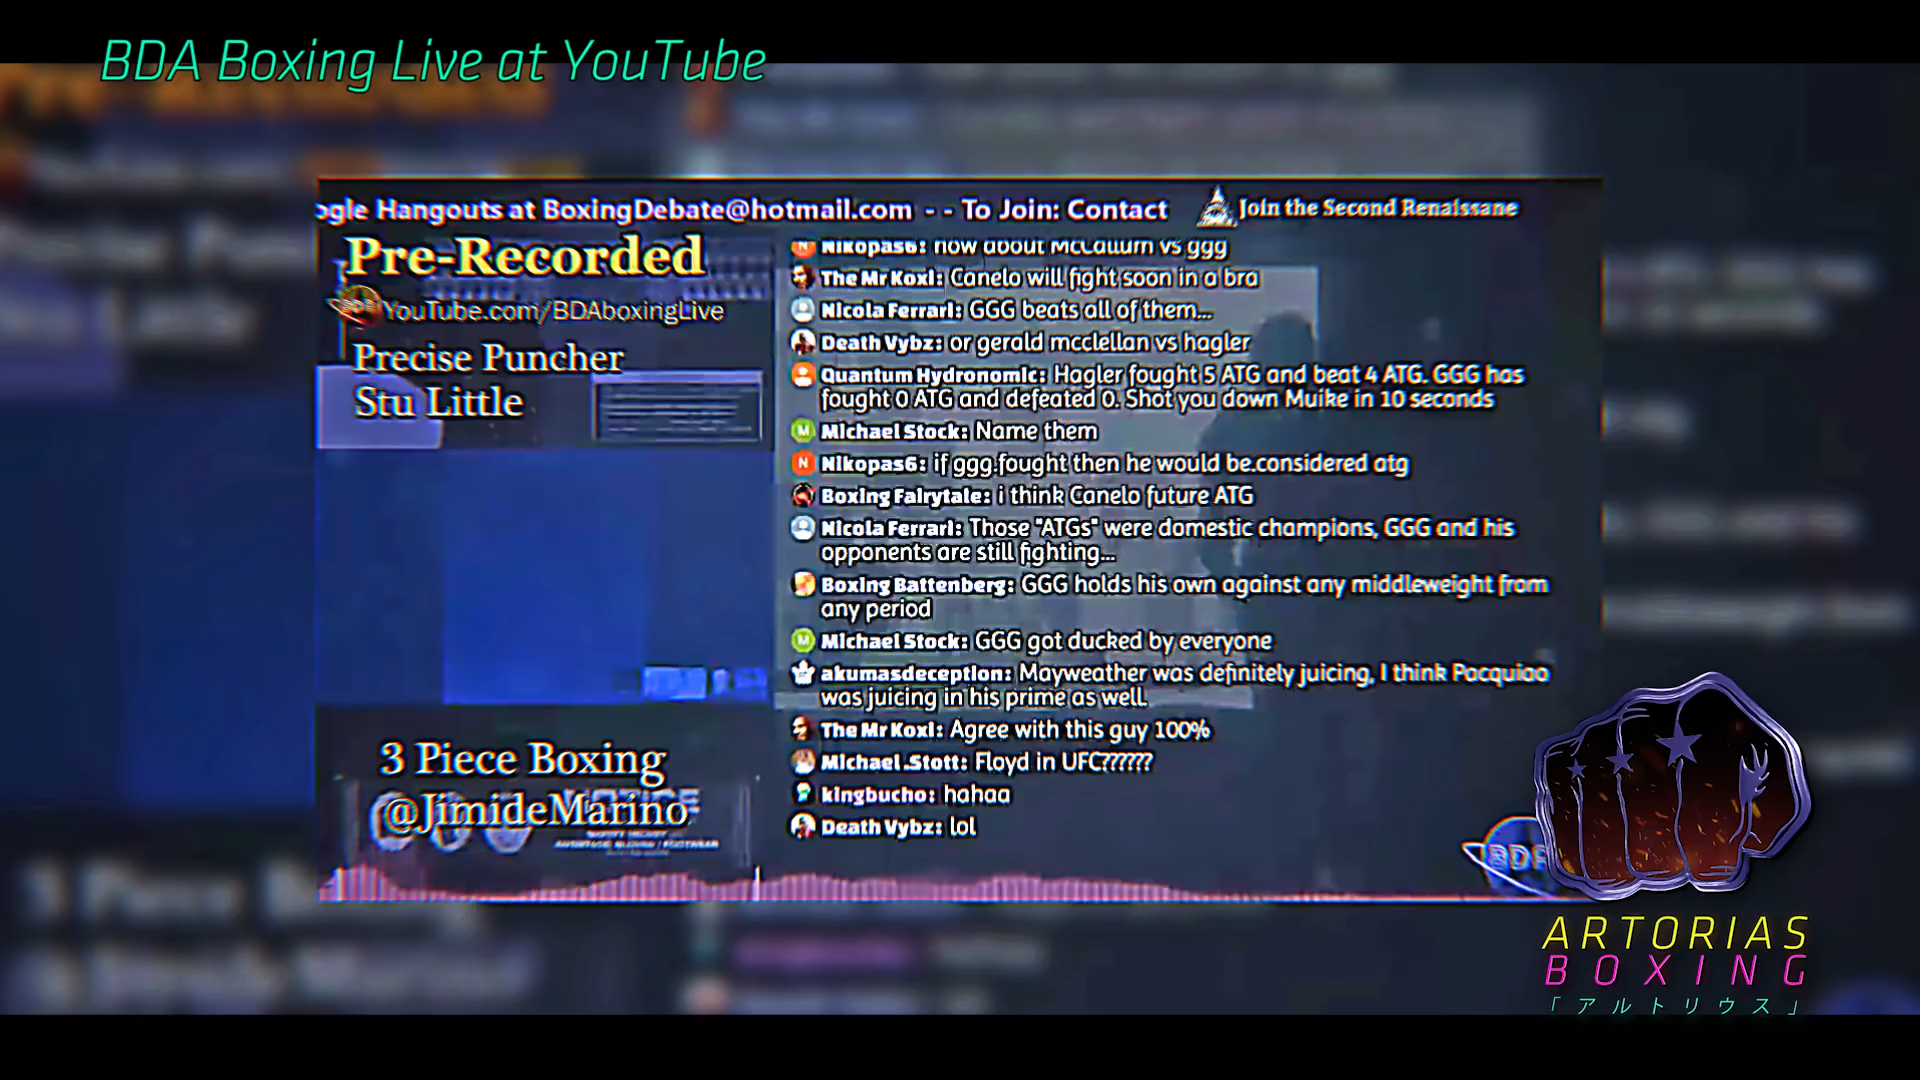 BDA Boxing Live at YouTube
ogle Hangouts at BoxingDebate@hotmail.com - - To Join: Contact
Join the Second Renaissane
Pre-Recorded
YouTube.com/BDAboxingLive
Precise Puncher
Stu Little
3 Piece Boxing
@JimideMarino
Nikopas6: how about McCallum vs ggg
The Mr Koxl: Canelo will fight soon in a bra
Nicola Ferrari: GGG beats all of them...
Death Vybz: or gerald mcclellan vs hagler
Quantum Hydronomic: Hagler fought 5 ATG and beat 4 ATG. GGG has
fought 0 ATG and defeated 0. Shot you down Muike in 10 seconds
Michael Stock: Name them
Nikopas6: if ggg.fought then he would be.considered atg
Boxing Fairytale: i think Canelo future ATG
Nicola Ferrari: Those "ATGs" were domestic champions, GGG and his
opponents are still fighting...
Boxing Battenberg: GGG holds his own against any middleweight from
any period
Michael Stock: GGG got ducked by everyone
akumasdeception: Mayweather was definitely juicing, I think Pacquiao
was juicing in his prime as well.
The Mr Koxl: Agree with this guy 100%
Michael .Stott: Floyd in UFC??????
kingbucho: hahaa
Death Vybz: lol
BDA
ARTORIAS
BOXING
「アルトリウス」